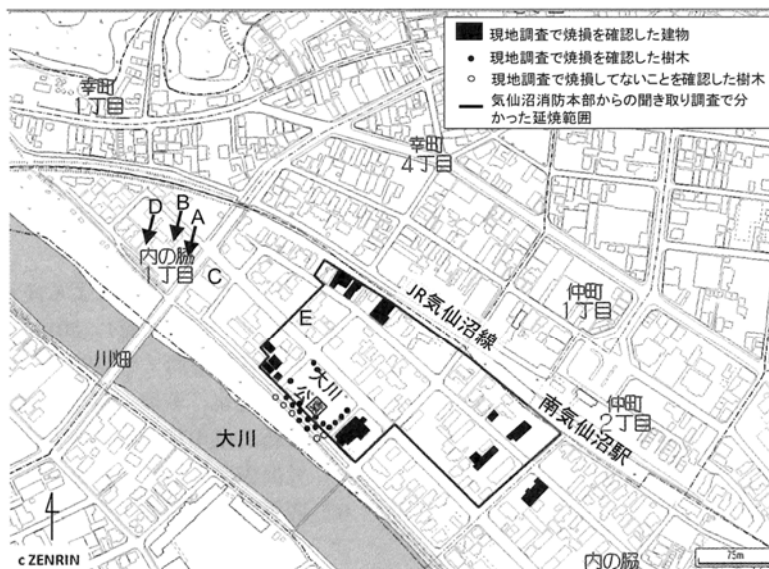 現地調査で焼損を確認した建物
現地調査で焼損を確認した樹木
現地調査で焼損してないことを確認した樹木
気仙沼消防本部からの聞き取り調査で分
かった延焼範囲
幸町
1丁目
幸町
4丁目
D
B
A
内の脇
1丁目
C
E
JR気仙沼線
仲町
1丁目
大川
公園
川畑
大川
仲町
2丁目
南気仙沼駅
4
c ZENRIN
内の脇
75m